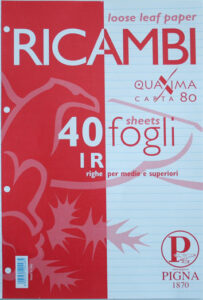 loose leaf paper
RICAMBI
QUAXIMA
CARTA 80
sheets
40 fogli
1R
righe per medie e superiori
P
PIGNA
1870